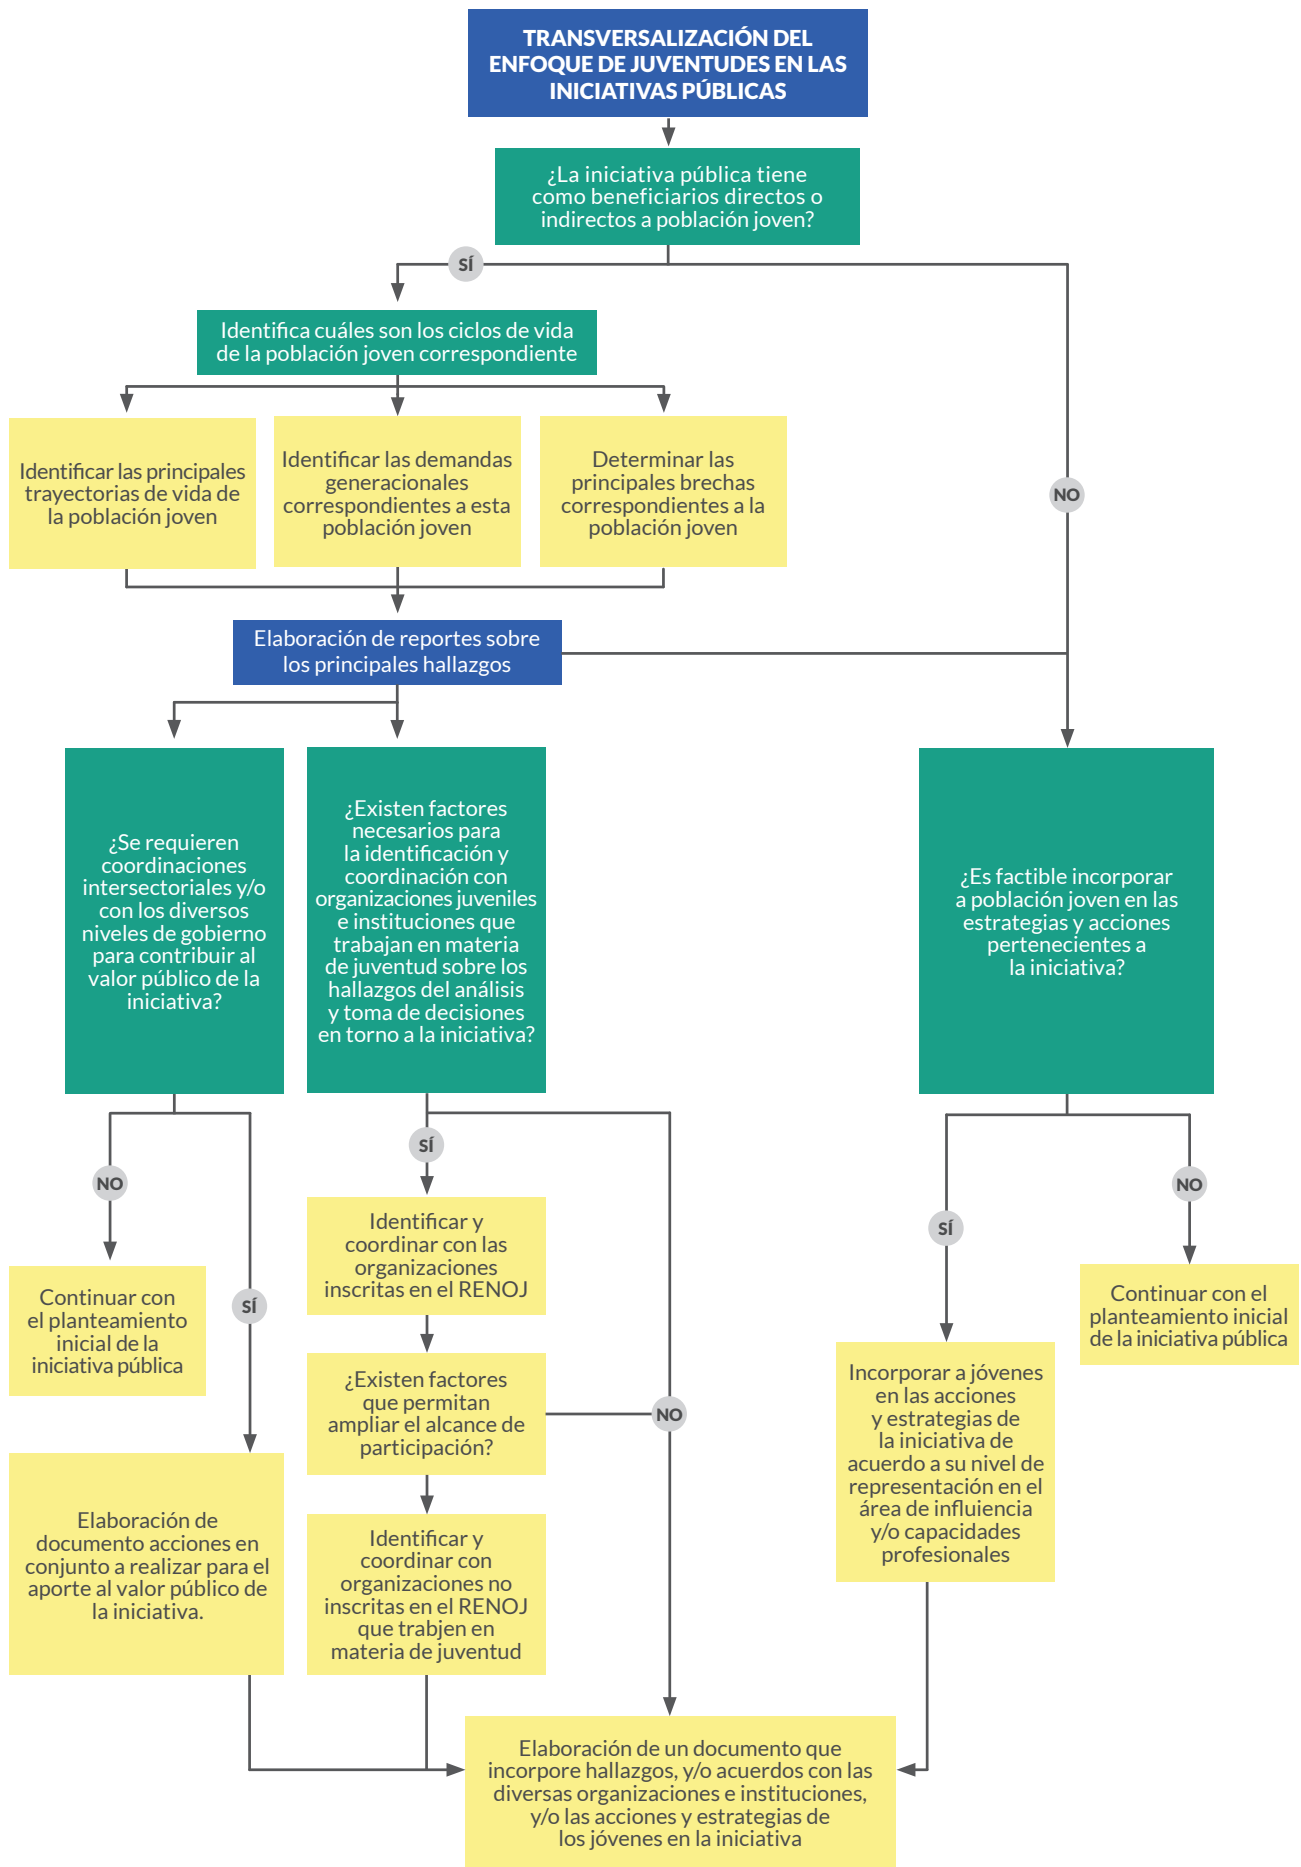 TRANSVERSALIZACIÓN DEL
ENFOQUE DE JUVENTUDES EN LAS
INICIATIVAS PÚBLICAS
¿La iniciativa pública tiene
como beneficiarios directos o
indirectos a población joven?
SÍ
Identifica cuáles son los ciclos de vida
de la población joven correspondiente
Identificar las principales
trayectorias de vida de
la población joven
Identificar las demandas
generacionales
correspondientes a esta
población joven
Determinar las
principales brechas
correspondientes a la
población joven
NO
Elaboración de reportes sobre
los principales hallazgos
¿Se requieren
coordinaciones
intersectoriales y/o
con los diversos
niveles de gobierno
para contribuir al
valor público de la
iniciativa?
¿Existen factores
necesarios para
la identificación y
coordinación con
organizaciones juveniles
e instituciones que
trabajan en materia
de juventud sobre los
hallazgos del análisis
y toma de decisiones
en torno a la iniciativa?
¿Es factible incorporar
a población joven en las
estrategias y acciones
pertenecientes a
la iniciativa?
NO
Continuar con
el planteamiento
inicial de la
iniciativa pública
SÍ
Elaboración de
documento acciones en
conjunto a realizar para el
aporte al valor público de
la iniciativa.
SÍ
Identificar y
coordinar con las
organizaciones
inscritas en el RENOJ
¿Existen factores
que permitan
ampliar el alcance de
participación?
NO
Identificar y
coordinar con
organizaciones no
inscritas en el RENOJ
que trabjen en
materia de juventud
SÍ
Incorporar a jóvenes
en las acciones
y estrategias de
la iniciativa de
acuerdo a su nivel de
representación en el
área de influiencia
y/o capacidades
profesionales
NO
Continuar con el
planteamiento inicial
de la iniciativa pública
Elaboración de un documento que
incorpore hallazgos, y/o acuerdos con las
diversas organizaciones e instituciones,
y/o las acciones y estrategias de
los jóvenes en la iniciativa